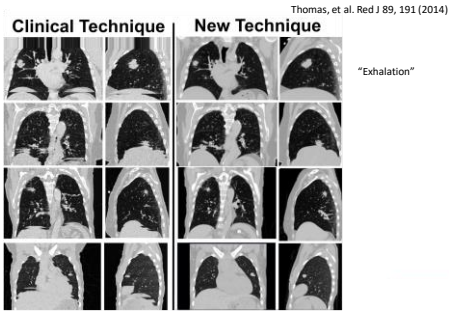 Thomas, et al. Red J 89, 191 (2014)
Clinical Technique
New Technique
“Exhalation”